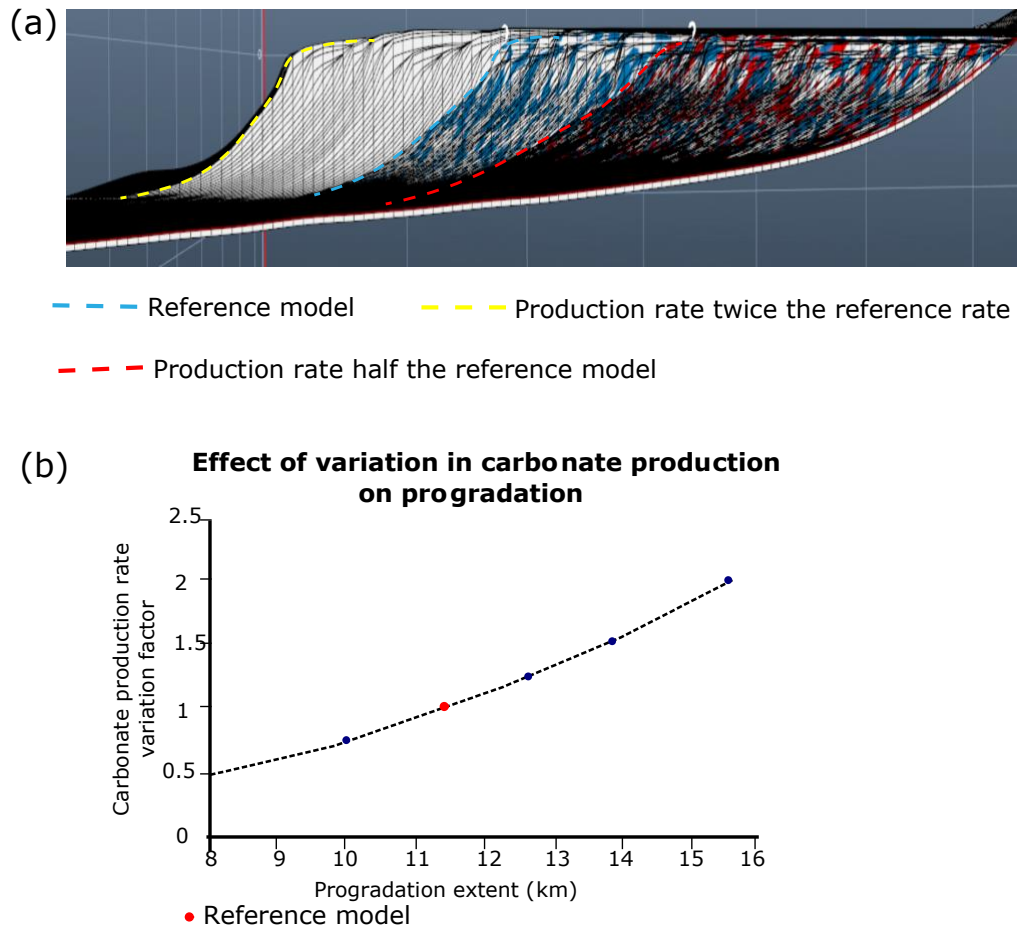 (a)
Reference model
Production rate twice the reference rate
Production rate half the reference model
(b)
Effect of variation in carbonate production
on progradation
Carbonate production rate
variation factor
2.5
2
1.5
1
0.5
0
8 9 10 11 12 13 14 15 16
Progradation extent (km)
Reference model